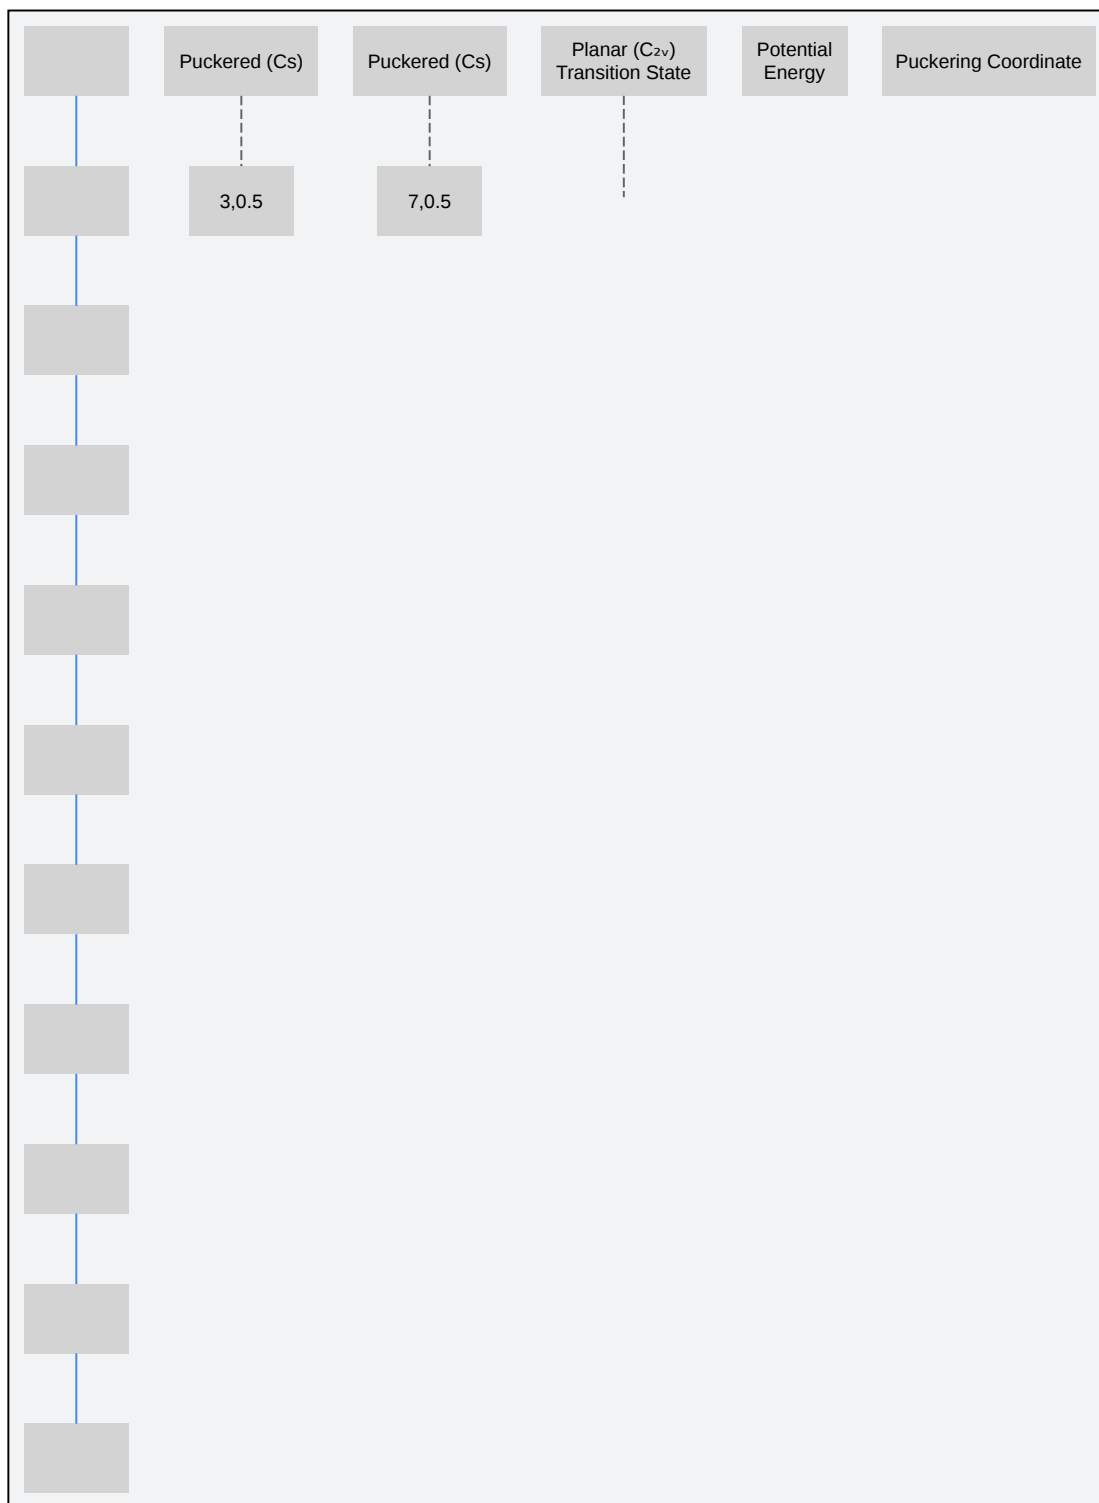 Puckered (Cs)
Puckered (Cs)
Planar (C₂ᵥ)
Transition State
Potential
Energy
Puckering Coordinate
3,0.5
7,0.5